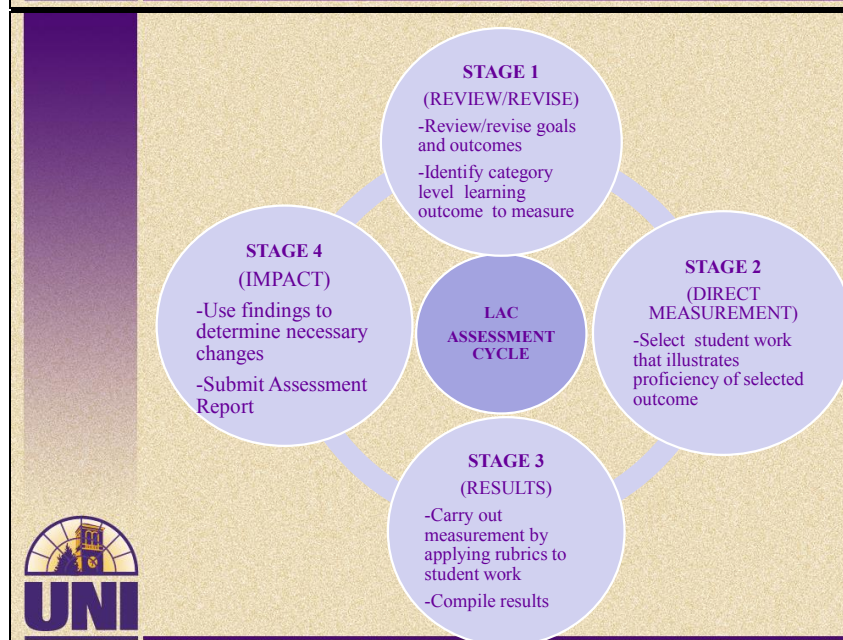 STAGE 1
(REVIEW/REVISE)
-Review/revise goals
and outcomes
-Identify category
level learning
outcome to measure
STAGE 2
(DIRECT
MEASUREMENT)
-Select student work
that illustrates
proficiency of selected
outcome
STAGE 3
(RESULTS)
-Carry out
measurement by
applying rubrics to
student work
-Compile results
STAGE 4
(IMPACT)
-Use findings to
determine necessary
changes
-Submit Assessment
Report
LAC
ASSESSMENT
CYCLE
UNI